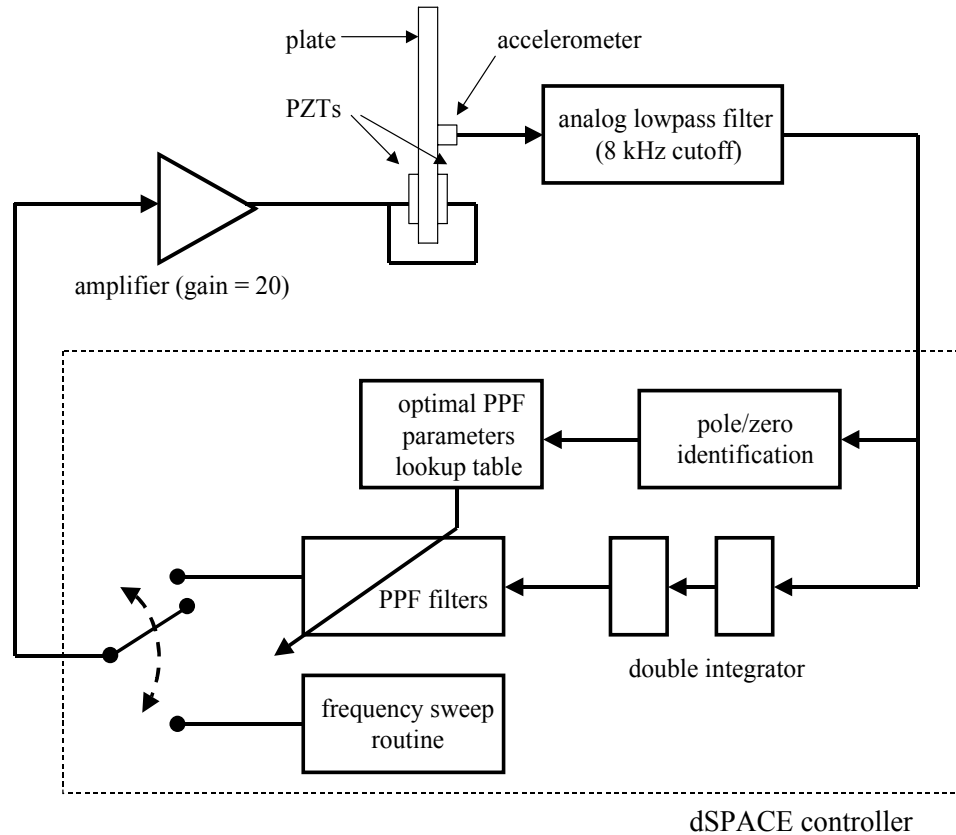 plate
accelerometer
PZTs
analog lowpass filter
(8 kHz cutoff)
amplifier (gain = 20)
optimal PPF
parameters
lookup table
pole/zero
identification
PPF filters
double integrator
frequency sweep
routine
dSPACE controller